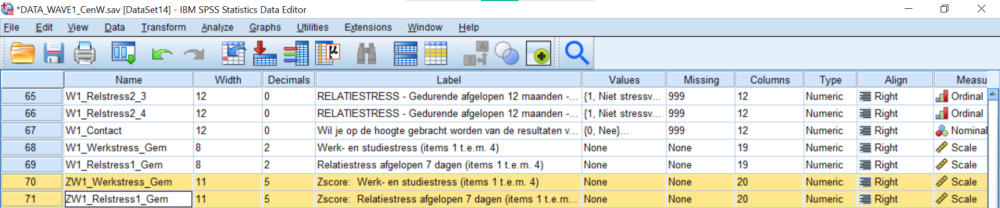 *DATA_WAVE1_CenW.sav [DataSet14] - IBM SPSS Statistics Data Editor
File Edit View Data Transform Analyze Graphs Utilities Extensions Window Help
Name Width Decimals Label Values Missing Columns Type Align Measu
65 W1_Relstress2_3 12 0 RELATIESTRESS - Gedurende afgelopen 12 maanden -... {1, Niet stressv... 999 12 Numeric Right Ordinal
66 W1_Relstress2_4 12 0 RELATIESTRESS - Gedurende afgelopen 12 maanden -... {1, Niet stressv... 999 12 Numeric Right Ordinal
67 W1_Contact 12 0 Wil je op de hoogte gebracht worden van de resultaten v... {0, Nee}... 999 12 Numeric Right Nominal
68 W1_Werkstress_Gem 8 2 Werk- en studiestress (items 1 t.e.m. 4) None None 19 Numeric Right Scale
69 W1_Relstress1_Gem 8 2 Relatiestress afgelopen 7 dagen (items 1 t.e.m. 4) None None 19 Numeric Right Scale
70 ZW1_Werkstress_Gem 11 5 Zscore:  Werk- en studiestress (items 1 t.e.m. 4) None None 20 Numeric Right Scale
71 ZW1_Relstress1_Gem 11 5 Zscore:  Relatiestress afgelopen 7 dagen (items 1 t.e.m... None None 20 Numeric Right Scale